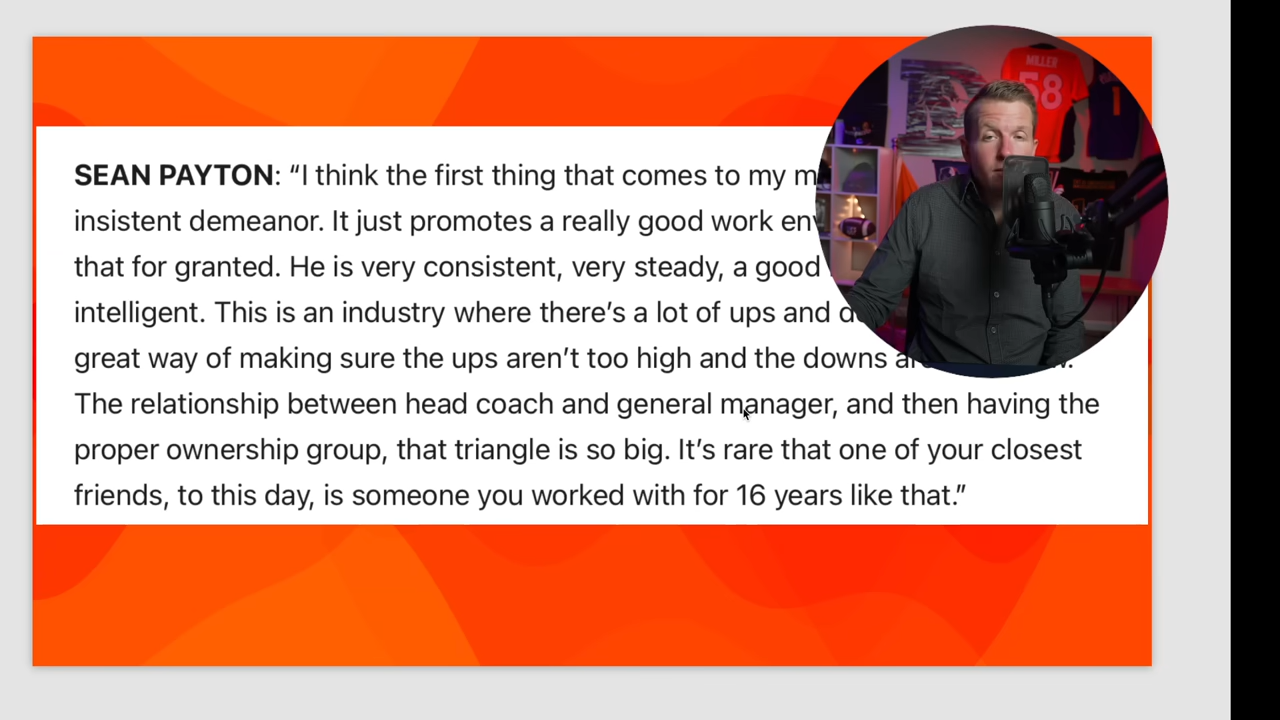 SEAN PAYTON: “I think the first thing that comes to my
insistent demeanor. It just promotes a really good work
that for granted. He is very consistent, very steady, a good
intelligent. This is an industry where there’s a lot of ups and
great way of making sure the ups aren’t too high and the downs
The relationship between head coach and general manager, and then having the
proper ownership group, that triangle is so big. It’s rare that one of your closest
friends, to this day, is someone you worked with for 16 years like that.”
MILLER
58
1